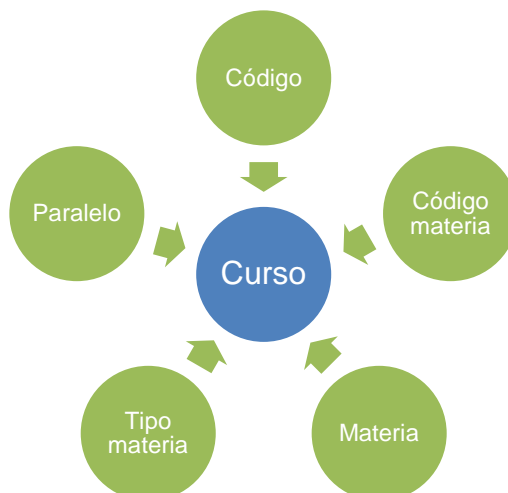 Código
Paralelo
Código
materia
Curso
Tipo
materia
Materia